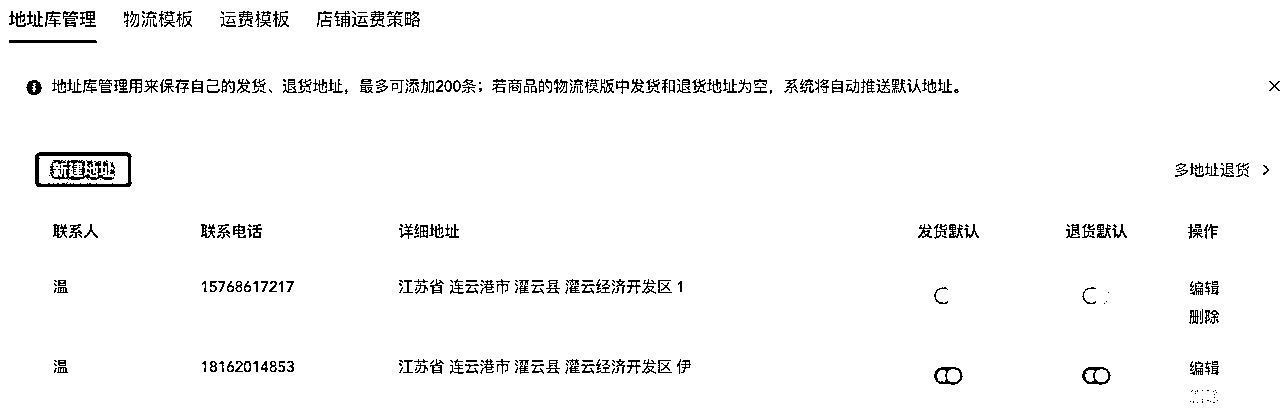 地址库管理 物流模板 运费模板 店铺运费策略
地址库管理用来保存自己的发货、退货地址，最多可添加200条；若商品的物流模版中发货和退货地址为空，系统将自动推送默认地址。
新建地址 多地址退货
联系人 联系电话 详细地址 发货默认 退货默认 操作
温 15768617217 江苏省 连云港市 灌云县 灌云经济开发区 1 编辑
删除
温 18162014853 江苏省 连云港市 灌云县 灌云经济开发区 伊 编辑